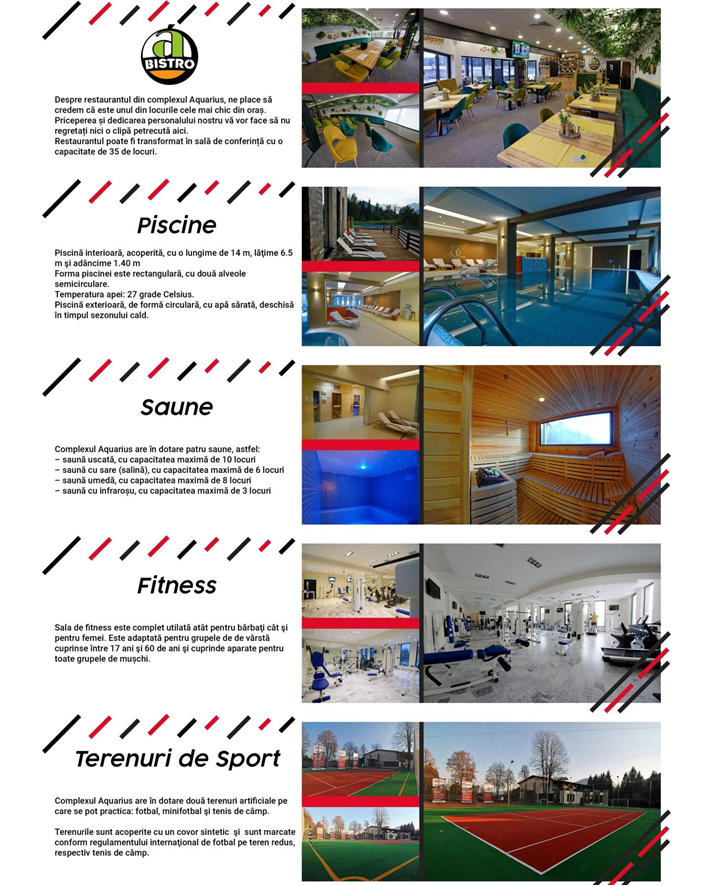 á
BISTRO
Despre restaurantul din complexul Aquarius, ne place să
credem că este unul din locurile cele mai chic din oraș.
Priceperea și dedicarea personalului nostru vă vor face să nu
regretați nici o clipă petrecută aici.
Restaurantul poate fi transformat în sală de conferință cu o
capacitate de 35 de locuri.
Piscine
Piscină interioară, acoperită, cu o lungime de 14 m, lăţime 6.5
m şi adâncime 1.40 m
Forma piscinei este rectangulară, cu două alveole
semicirculare.
Temperatura apei: 27 grade Celsius.
Piscină exterioară, de formă circulară, cu apă sărată, deschisă
în timpul sezonului cald.
Saune
Complexul Aquarius are în dotare patru saune, astfel:
– saună uscată, cu capacitatea maximă de 10 locuri
– saună cu sare (salină), cu capacitatea maximă de 6 locuri
– saună umedă, cu capacitatea maximă de 8 locuri
– saună cu infraroșu, cu capacitatea maximă de 3 locuri
Fitness
Sala de fitness este complet utilată atât pentru bărbaţi cât şi
pentru femei. Este adaptată pentru grupele de de vârstă
cuprinse între 17 ani şi 60 de ani şi cuprinde aparate pentru
toate grupele de mușchi.
Terenuri de Sport
Complexul Aquarius are în dotare două terenuri artificiale pe
care se pot practica: fotbal, minifotbal şi tenis de câmp.
Terenurile sunt acoperite cu un covor sintetic şi sunt marcate
conform regulamentului internaţional de fotbal pe teren redus,
respectiv tenis de câmp.